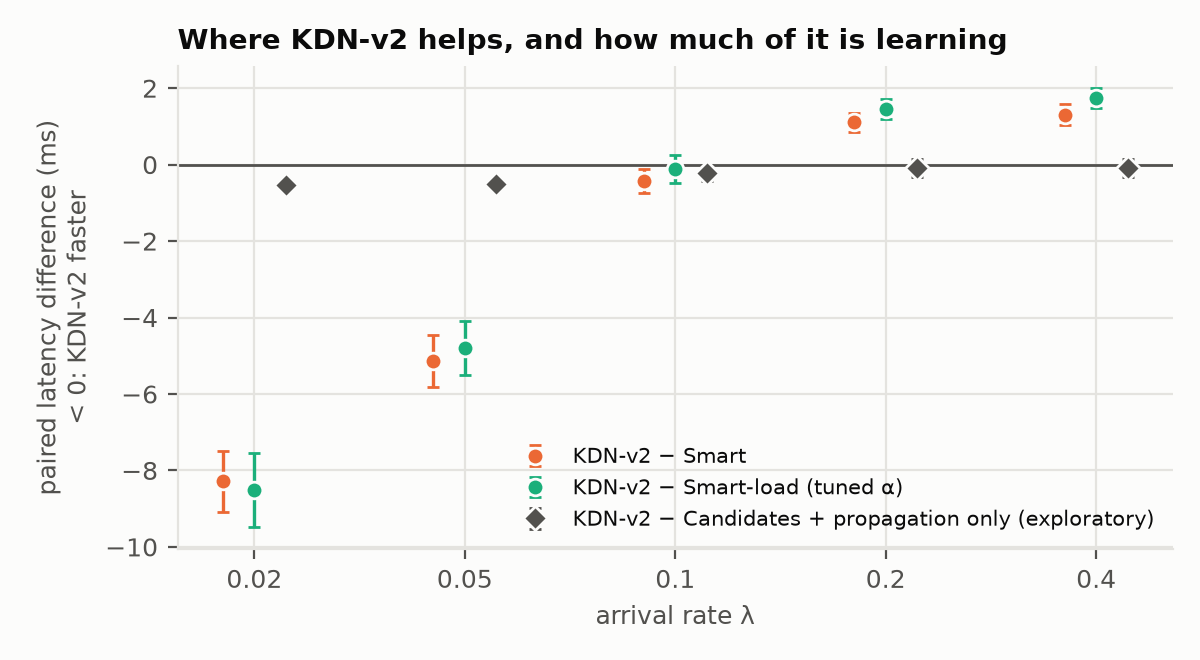 Where KDN-v2 helps, and how much of it is learning
paired latency difference (ms)
< 0: KDN-v2 faster
2
0
−2
−4
−6
−8
−10
KDN-v2 − Smart
KDN-v2 − Smart-load (tuned α)
KDN-v2 − Candidates + propagation only (exploratory)
0.02 0.05 0.1 0.2 0.4
arrival rate λ